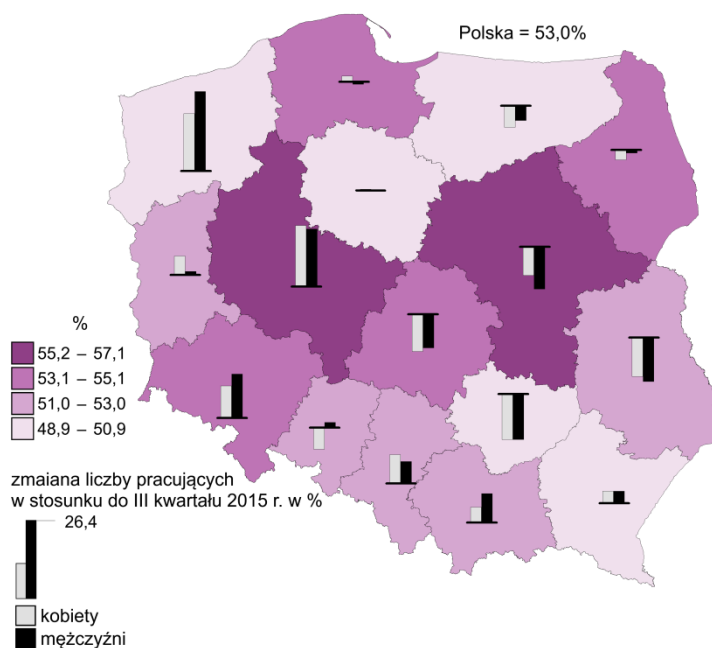 Polska = 53,0%
%
55,2 – 57,1
53,1 – 55,1
51,0 – 53,0
48,9 – 50,9
zmaiana liczby pracujących
w stosunku do III kwartału 2015 r. w %
26,4
kobiety
mężczyźni